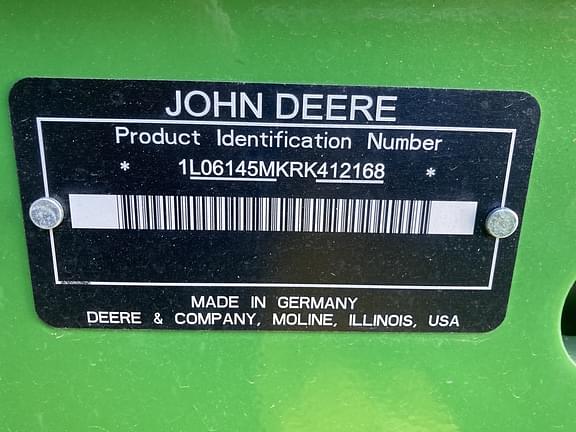 JOHN DEERE
Product Identification Number
* 1L06145MKRK412168 *
MADE IN GERMANY
DEERE & COMPANY, MOLINE, ILLINOIS, USA